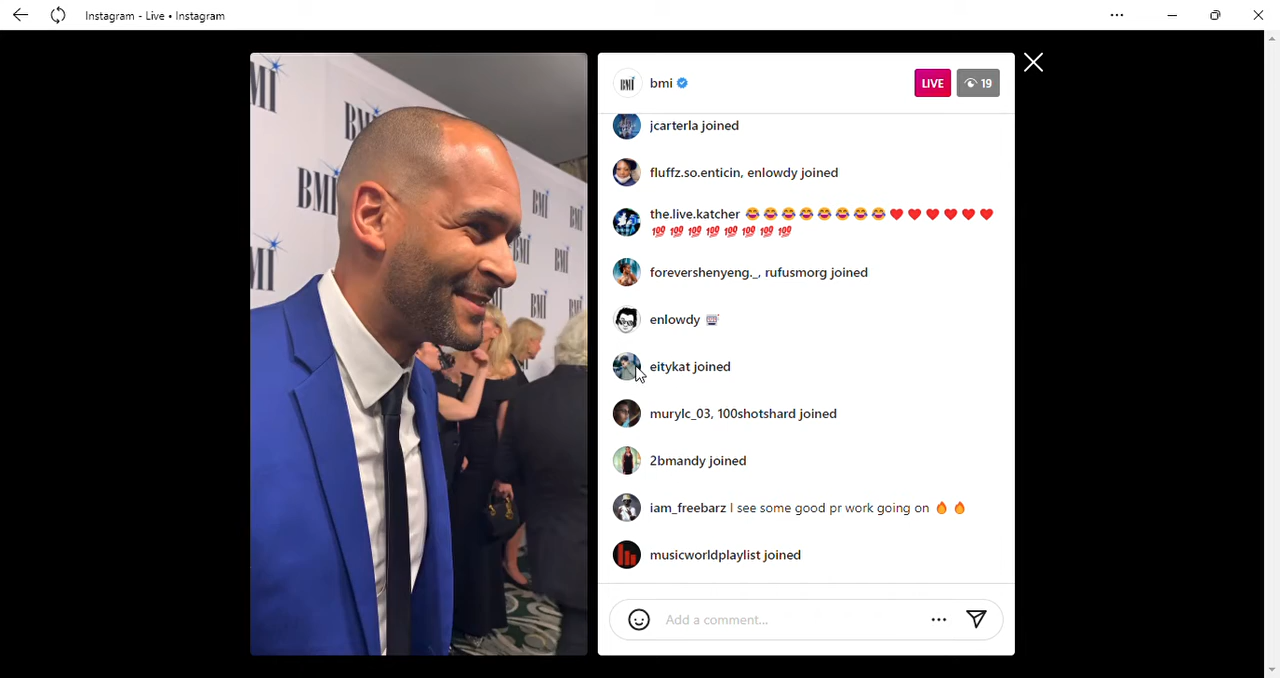 Instagram - Live • Instagram
BMI
BMI
BMI
BMI
BMI
BMI
BMI
BMI
bmi
LIVE
19
jcarterla joined
fluffz.so.enticin, enlowdy joined
the.live.katcher 😂😂😂😂😂😂😂😂❤️❤️❤️❤️❤️❤️
💯💯💯💯💯💯💯💯
forevershenyeng._, rufusmorg joined
enlowdy
eitykat joined
murylc_03, 100shotshard joined
2bmandy joined
iam_freebarz I see some good pr work going on 🔥🔥
musicworldplaylist joined
Add a comment...